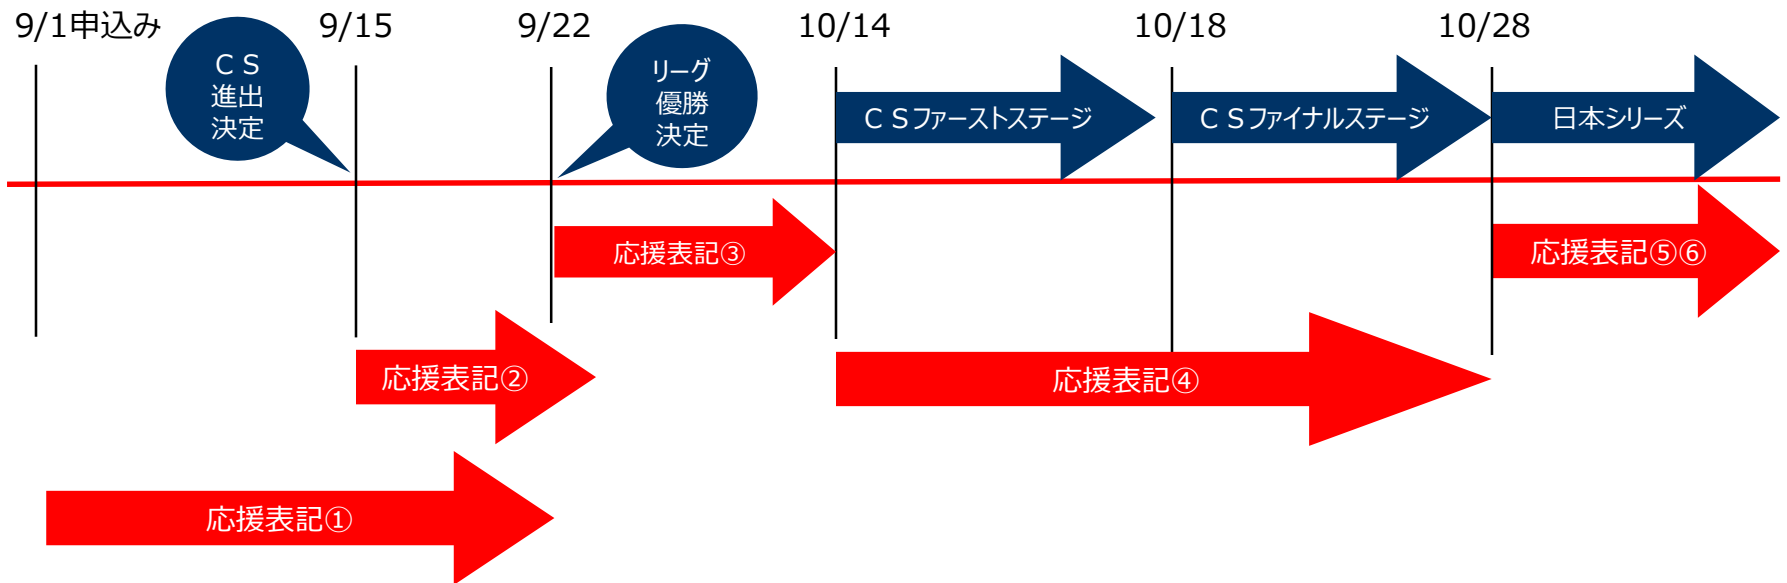 9/1申込み
9/15
9/22
10/14
10/18
10/28
ＣＳ
進出
決定
リーグ
優勝
決定
ＣＳファーストステージ
ＣＳファイナルステージ
日本シリーズ
応援表記③
応援表記⑤⑥
応援表記②
応援表記④
応援表記①